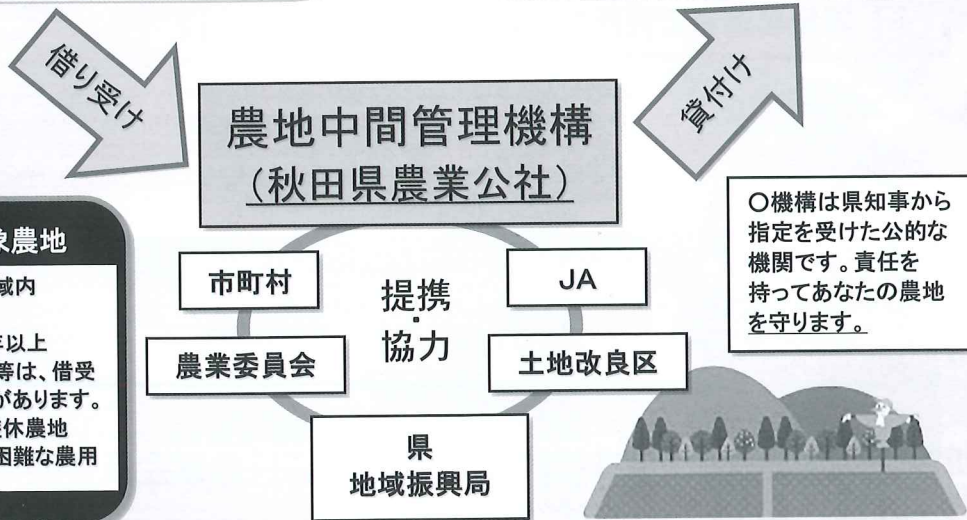 借り受け
貸付け
農地中間管理機構
(秋田県農業公社)
象農地
域内
年以上
等は、借受
があります。
休農地
困難な農用
市町村
JA
提携
・
協力
農業委員会
土地改良区
県
地域振興局
○機構は県知事から
指定を受けた公的な
機関です。責任を
持ってあなたの農地
を守ります。